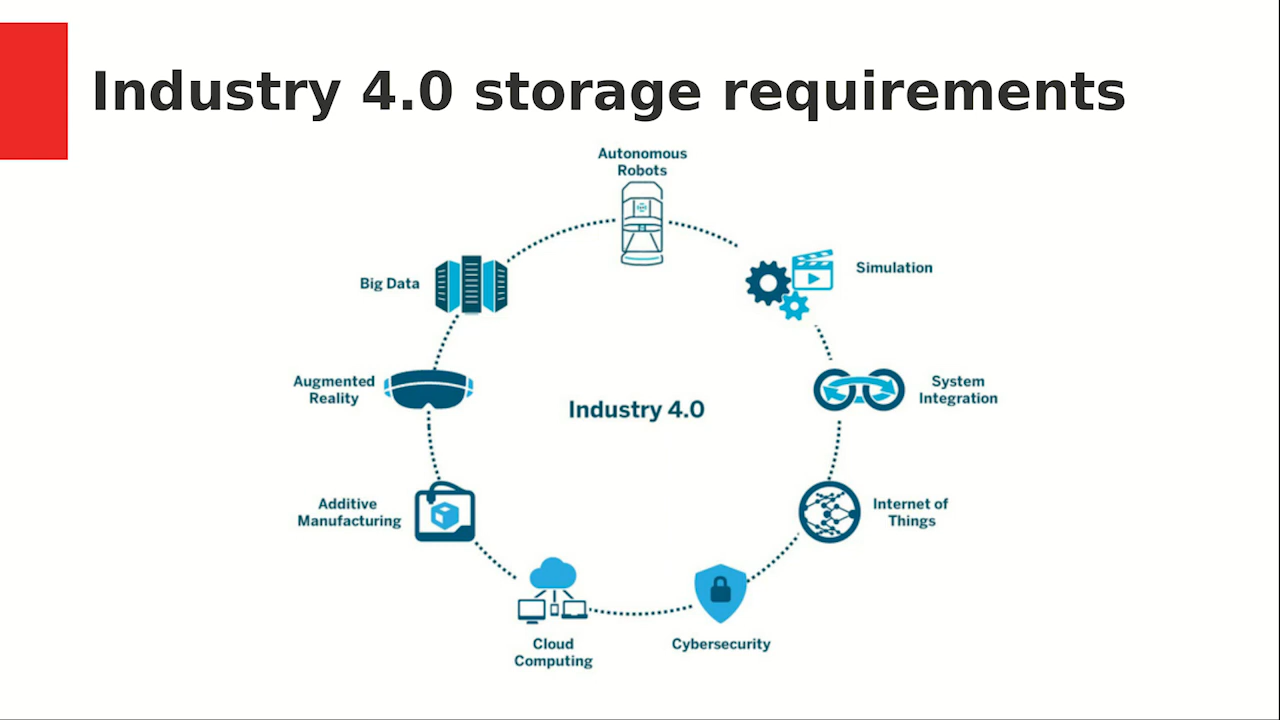 Industry 4.0 storage requirements
Autonomous
Robots
Simulation
System
Integration
Internet of
Things
Cybersecurity
Cloud
Computing
Additive
Manufacturing
Augmented
Reality
Big Data
Industry 4.0